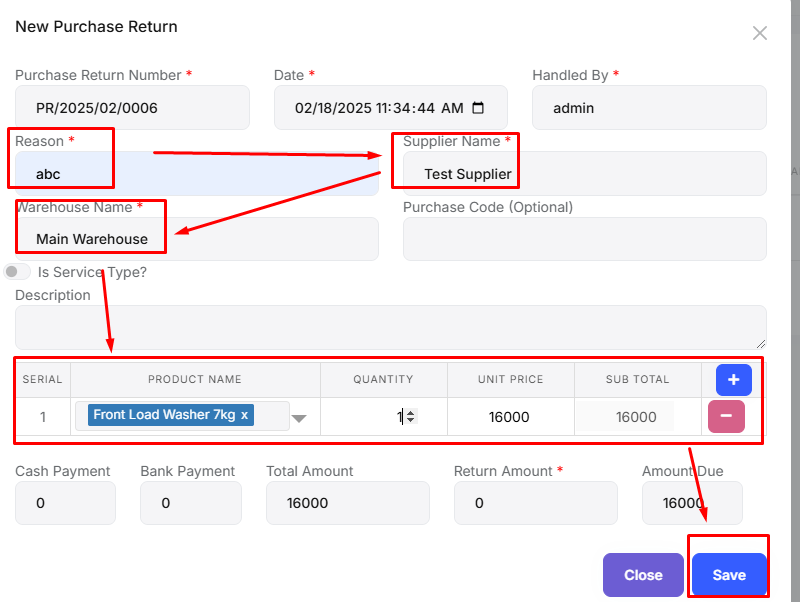 New Purchase Return
Purchase Return Number * Date * Handled By *
PR/2025/02/0006 02/18/2025 11:34:44 AM admin
Reason * Supplier Name *
abc Test Supplier
Warehouse Name * Purchase Code (Optional)
Main Warehouse
Is Service Type?
Description
SERIAL PRODUCT NAME QUANTITY UNIT PRICE SUB TOTAL +
1 Front Load Washer 7kg x 1 16000 16000 −
Cash Payment Bank Payment Total Amount Return Amount * Amount Due
0 0 16000 0 16000
Close Save